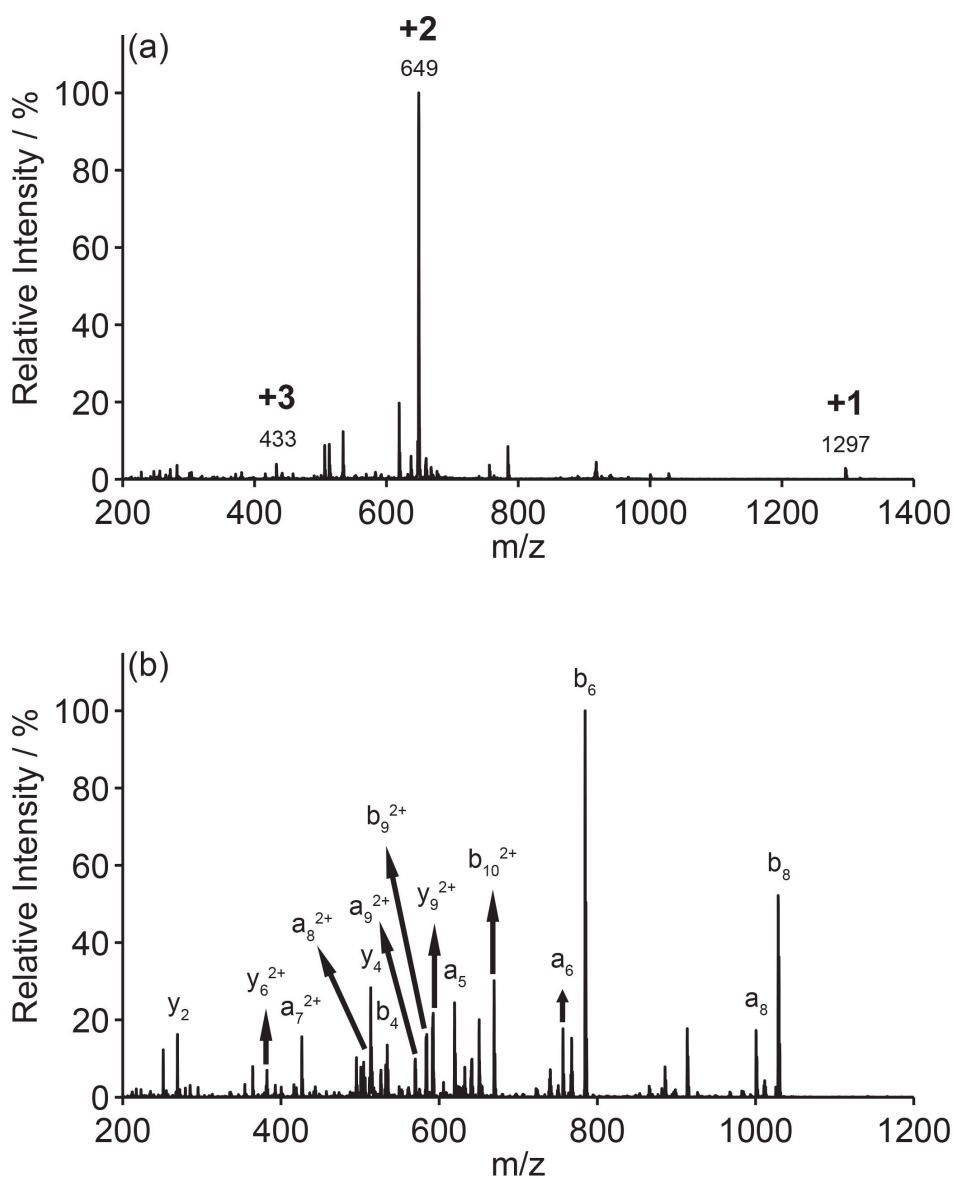 (a)
+2
649
100
80
60
40
20
0
Relative Intensity / %
+3
433
+1
1297
200 400 600 800 1000 1200 1400
m/z
(b)
b₆
100
80
60
40
20
0
Relative Intensity / %
b₉²⁺
b₁₀²⁺
b₈
y₉²⁺
a₉²⁺
a₈²⁺
y₄
a₅
a₆
y₆²⁺
a₇²⁺
b₄
y₂
a₈
200 400 600 800 1000 1200
m/z